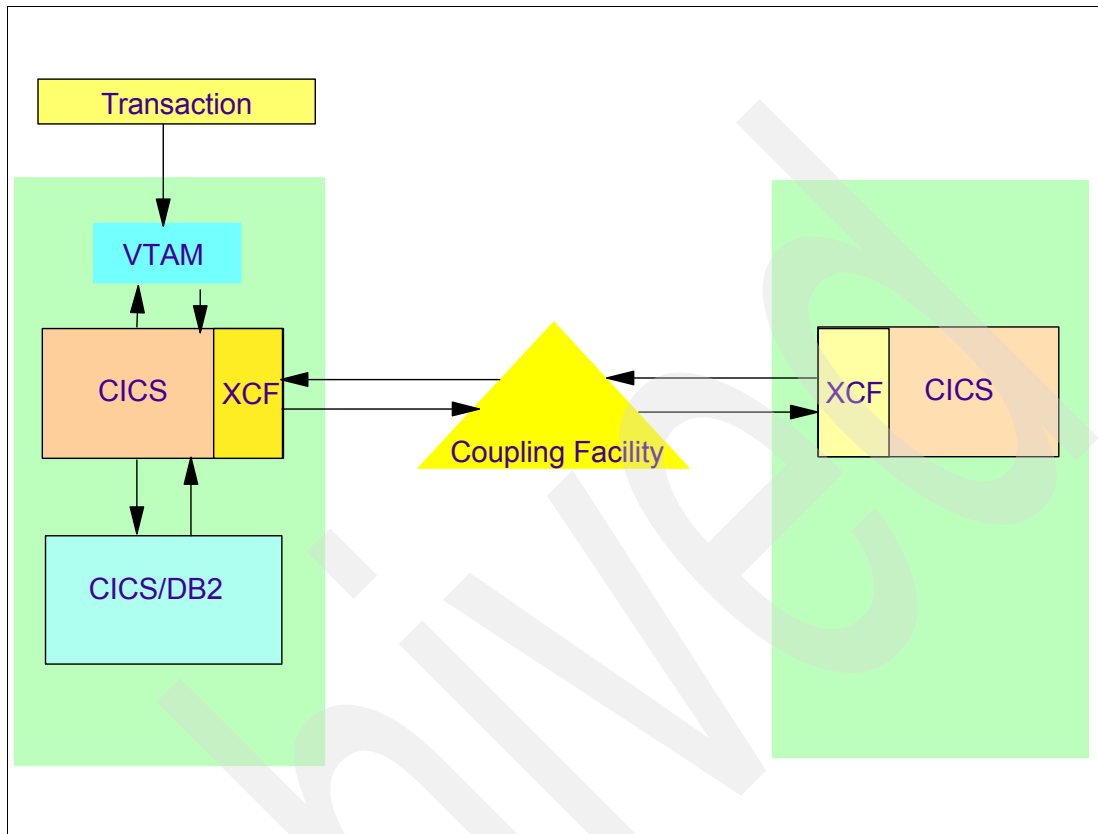 Transaction
VTAM
CICS
XCF
XCF
CICS
Coupling Facility
CICS/DB2